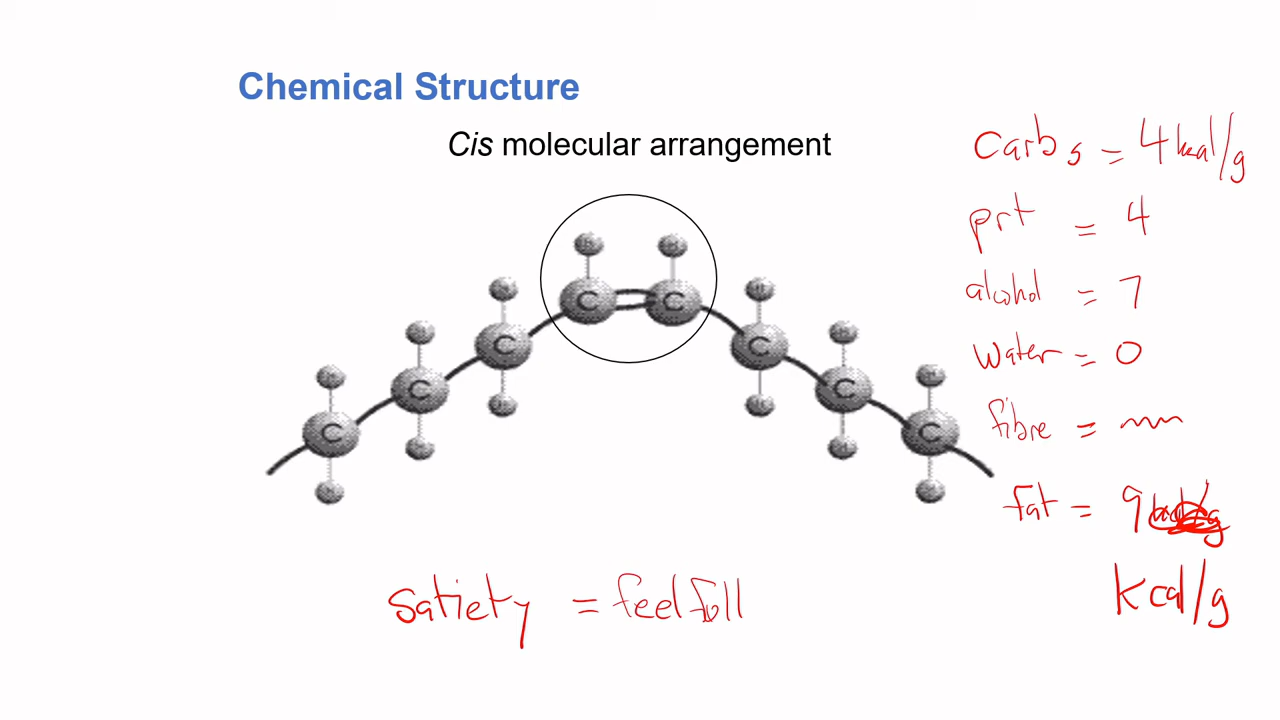 Chemical Structure
Cis molecular arrangement
Carbs = 4 kcal/g
prt = 4
alcohol = 7
water = 0
fibre =
fat = 9
kcal/g
H H
C C
H H
C C
H H
H H
C C
H H
H H
C C
H H
satiety = feel full